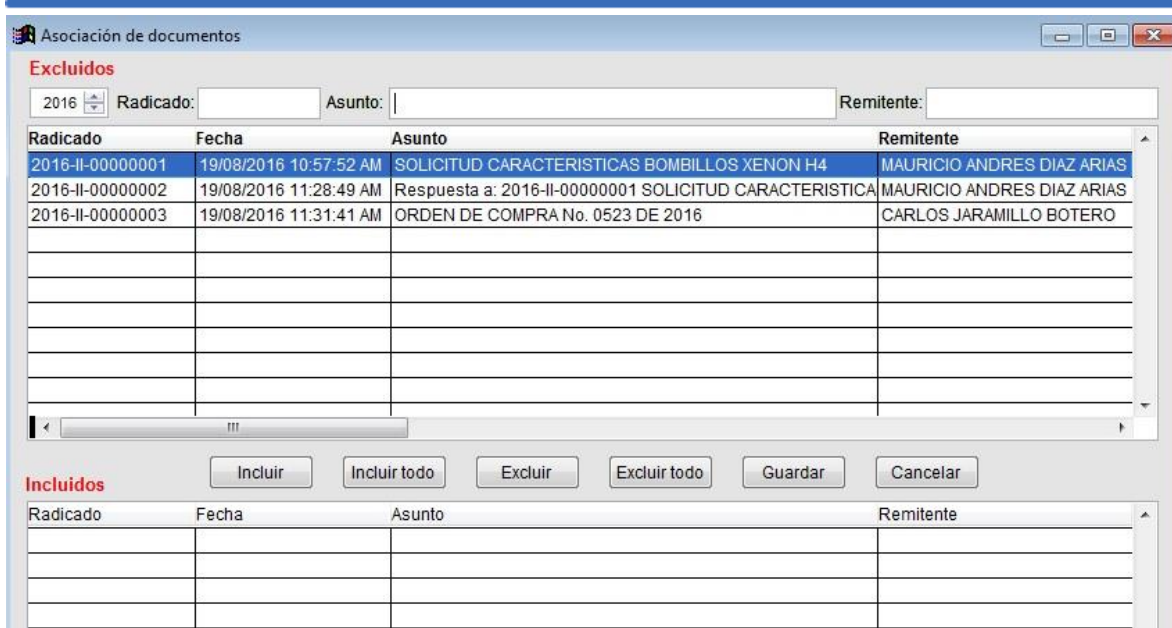 Asociación de documentos
Excluidos
2016 Radicado: Asunto: Remitente:
Radicado Fecha Asunto Remitente
2016-II-00000001 19/08/2016 10:57:52 AM SOLICITUD CARACTERISTICAS BOMBILLOS XENON H4 MAURICIO ANDRES DIAZ ARIAS
2016-II-00000002 19/08/2016 11:28:49 AM Respuesta a: 2016-II-00000001 SOLICITUD CARACTERISTICA MAURICIO ANDRES DIAZ ARIAS
2016-II-00000003 19/08/2016 11:31:41 AM ORDEN DE COMPRA No. 0523 DE 2016 CARLOS JARAMILLO BOTERO
Incluir Incluir todo Excluir Excluir todo Guardar Cancelar
Incluidos
Radicado Fecha Asunto Remitente